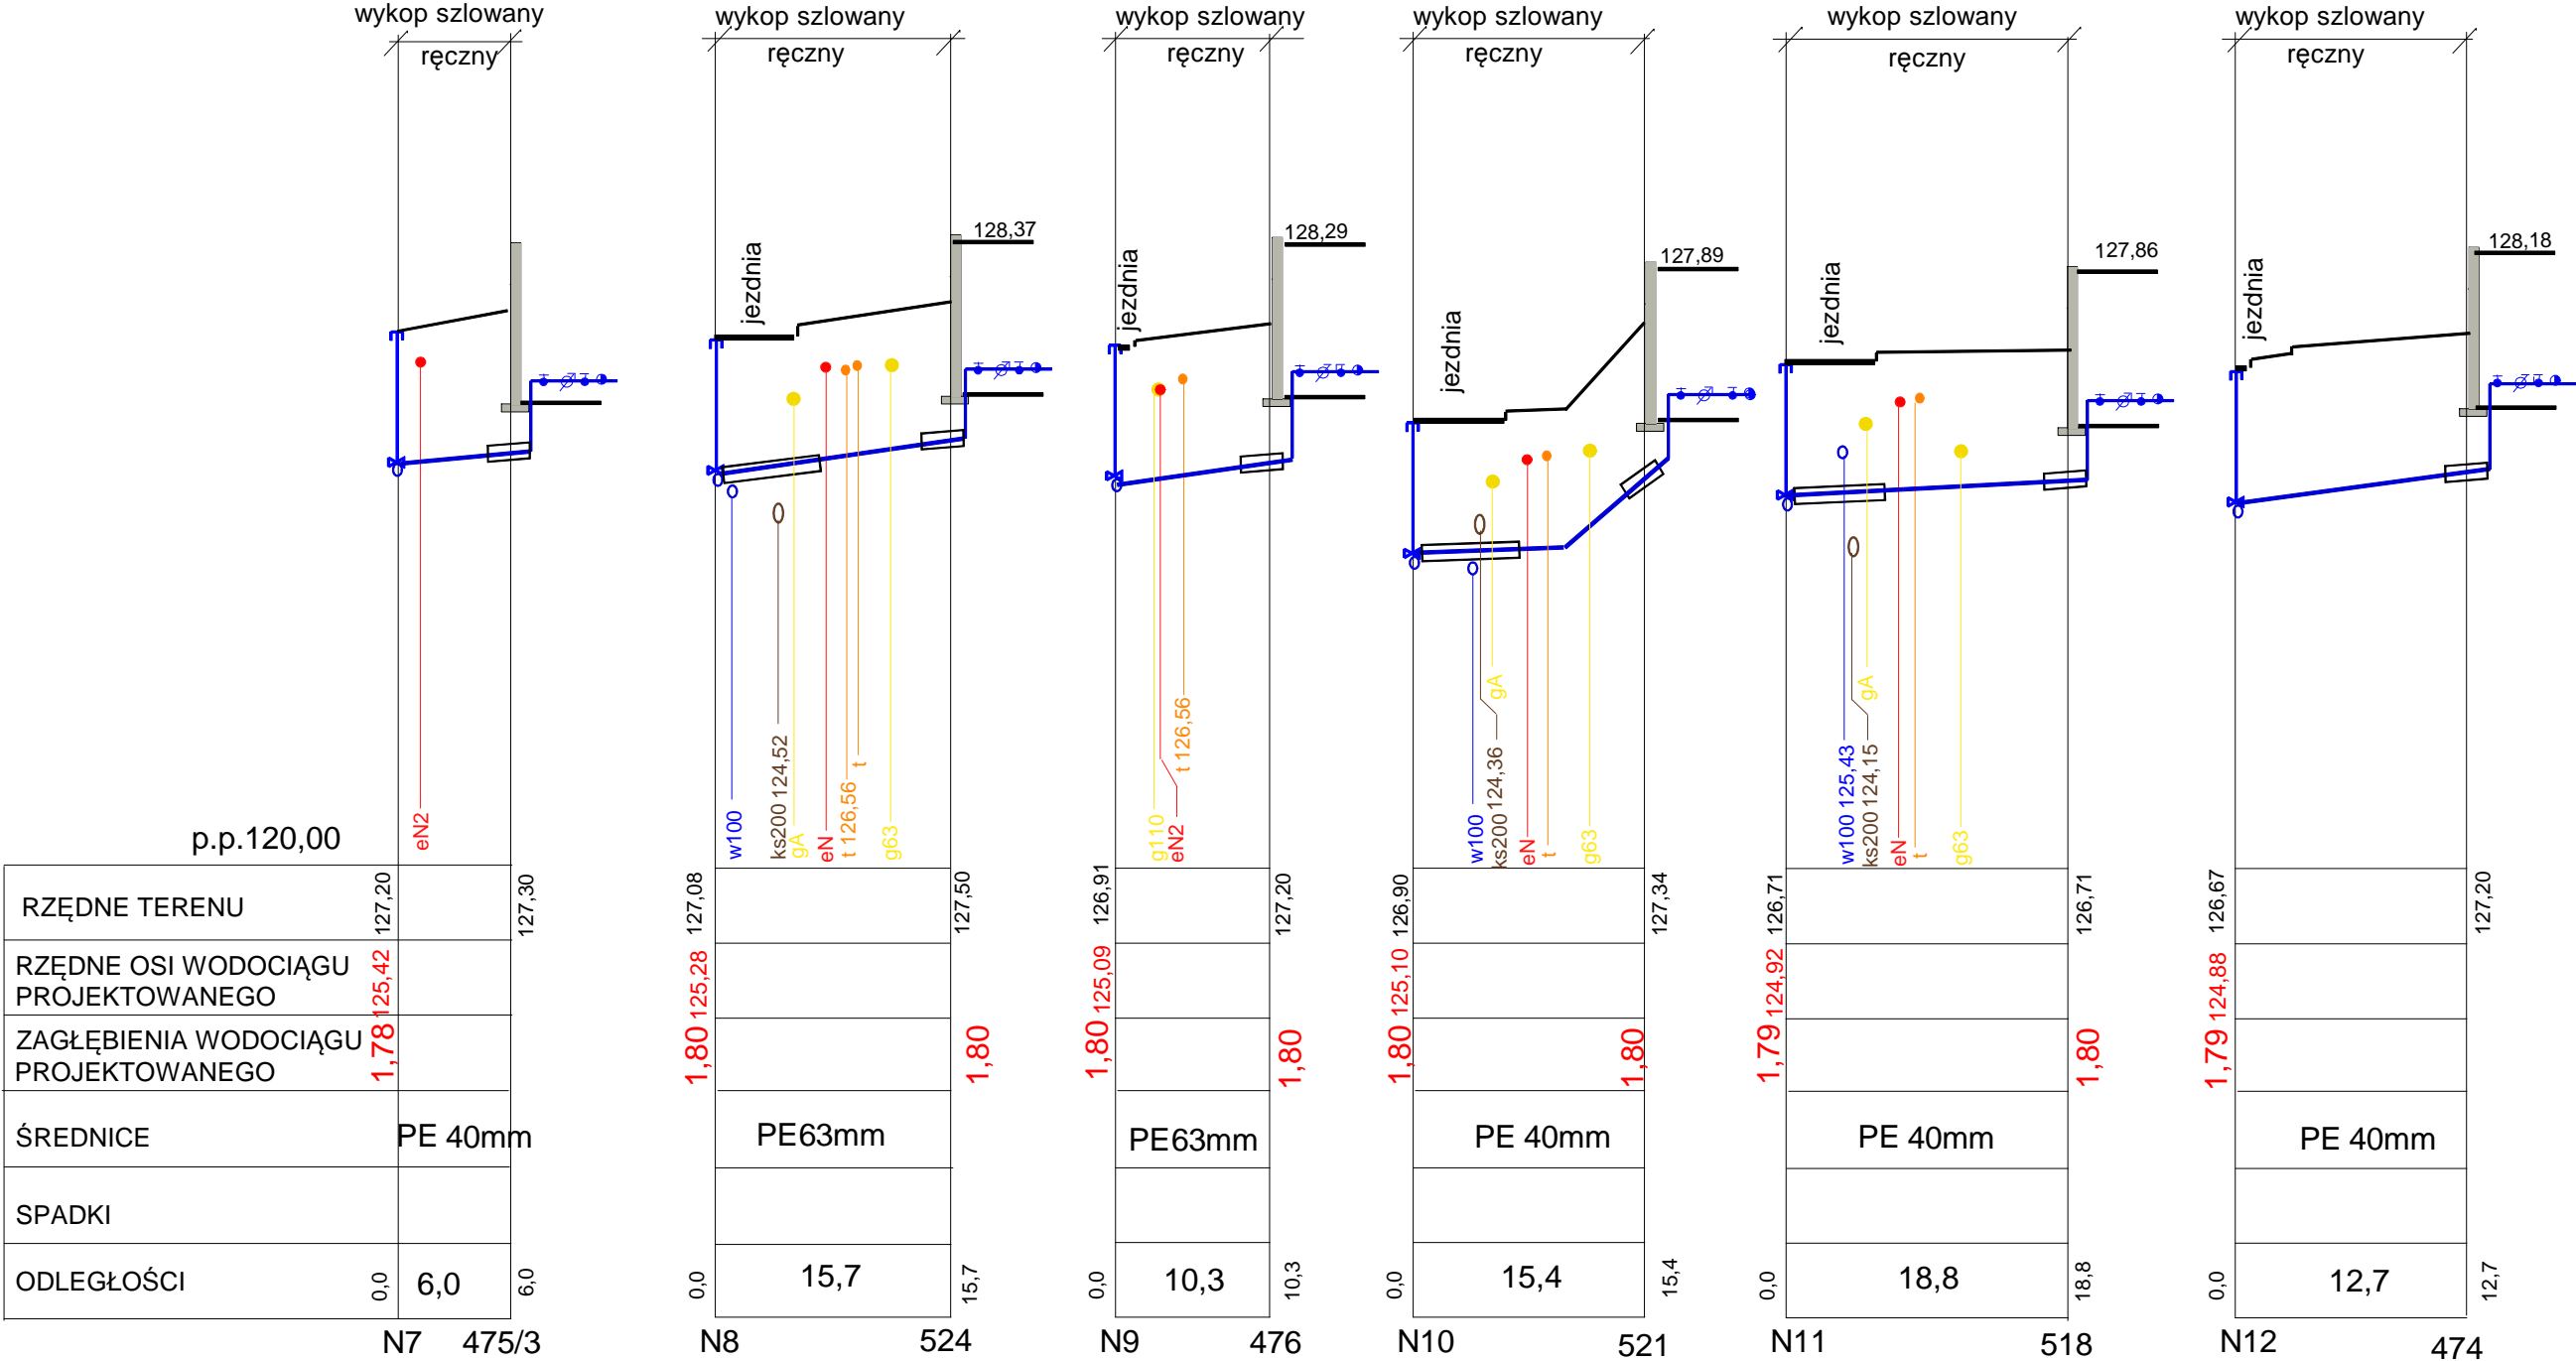 wykop szlowany
ręczny
wykop szlowany
ręczny
wykop szlowany
ręczny
wykop szlowany
ręczny
wykop szlowany
ręczny
wykop szlowany
ręczny
128,37
128,29
127,89
127,86
128,18
jezdnia
jezdnia
jezdnia
jezdnia
jezdnia
eN2
w100
ks200 124,52
gA
eN
t 126,56
t
g63
g110
eN2
t 126,56
w100
ks200 124,36
gA
eN
t
g63
w100 125,43
ks200 124,15
gA
eN
t
g63
p.p.120,00
RZĘDNE TERENU
127,20
127,30
127,08
127,50
126,91
127,20
126,90
127,34
126,71
126,71
126,67
127,20
RZĘDNE OSI WODOCIĄGU
PROJEKTOWANEGO
125,42
125,28
125,09
125,10
124,92
124,88
ZAGŁĘBIENIA WODOCIĄGU
PROJEKTOWANEGO
1,78
1,80
1,80
1,80
1,80
1,80
1,80
1,79
1,80
1,79
ŚREDNICE
PE 40mm
PE63mm
PE63mm
PE 40mm
PE 40mm
PE 40mm
SPADKI
ODLEGŁOŚCI
0,0
6,0
6,0
0,0
15,7
15,7
0,0
10,3
10,3
0,0
15,4
15,4
0,0
18,8
18,8
0,0
12,7
12,7
N7
475/3
N8
524
N9
476
N10
521
N11
518
N12
474